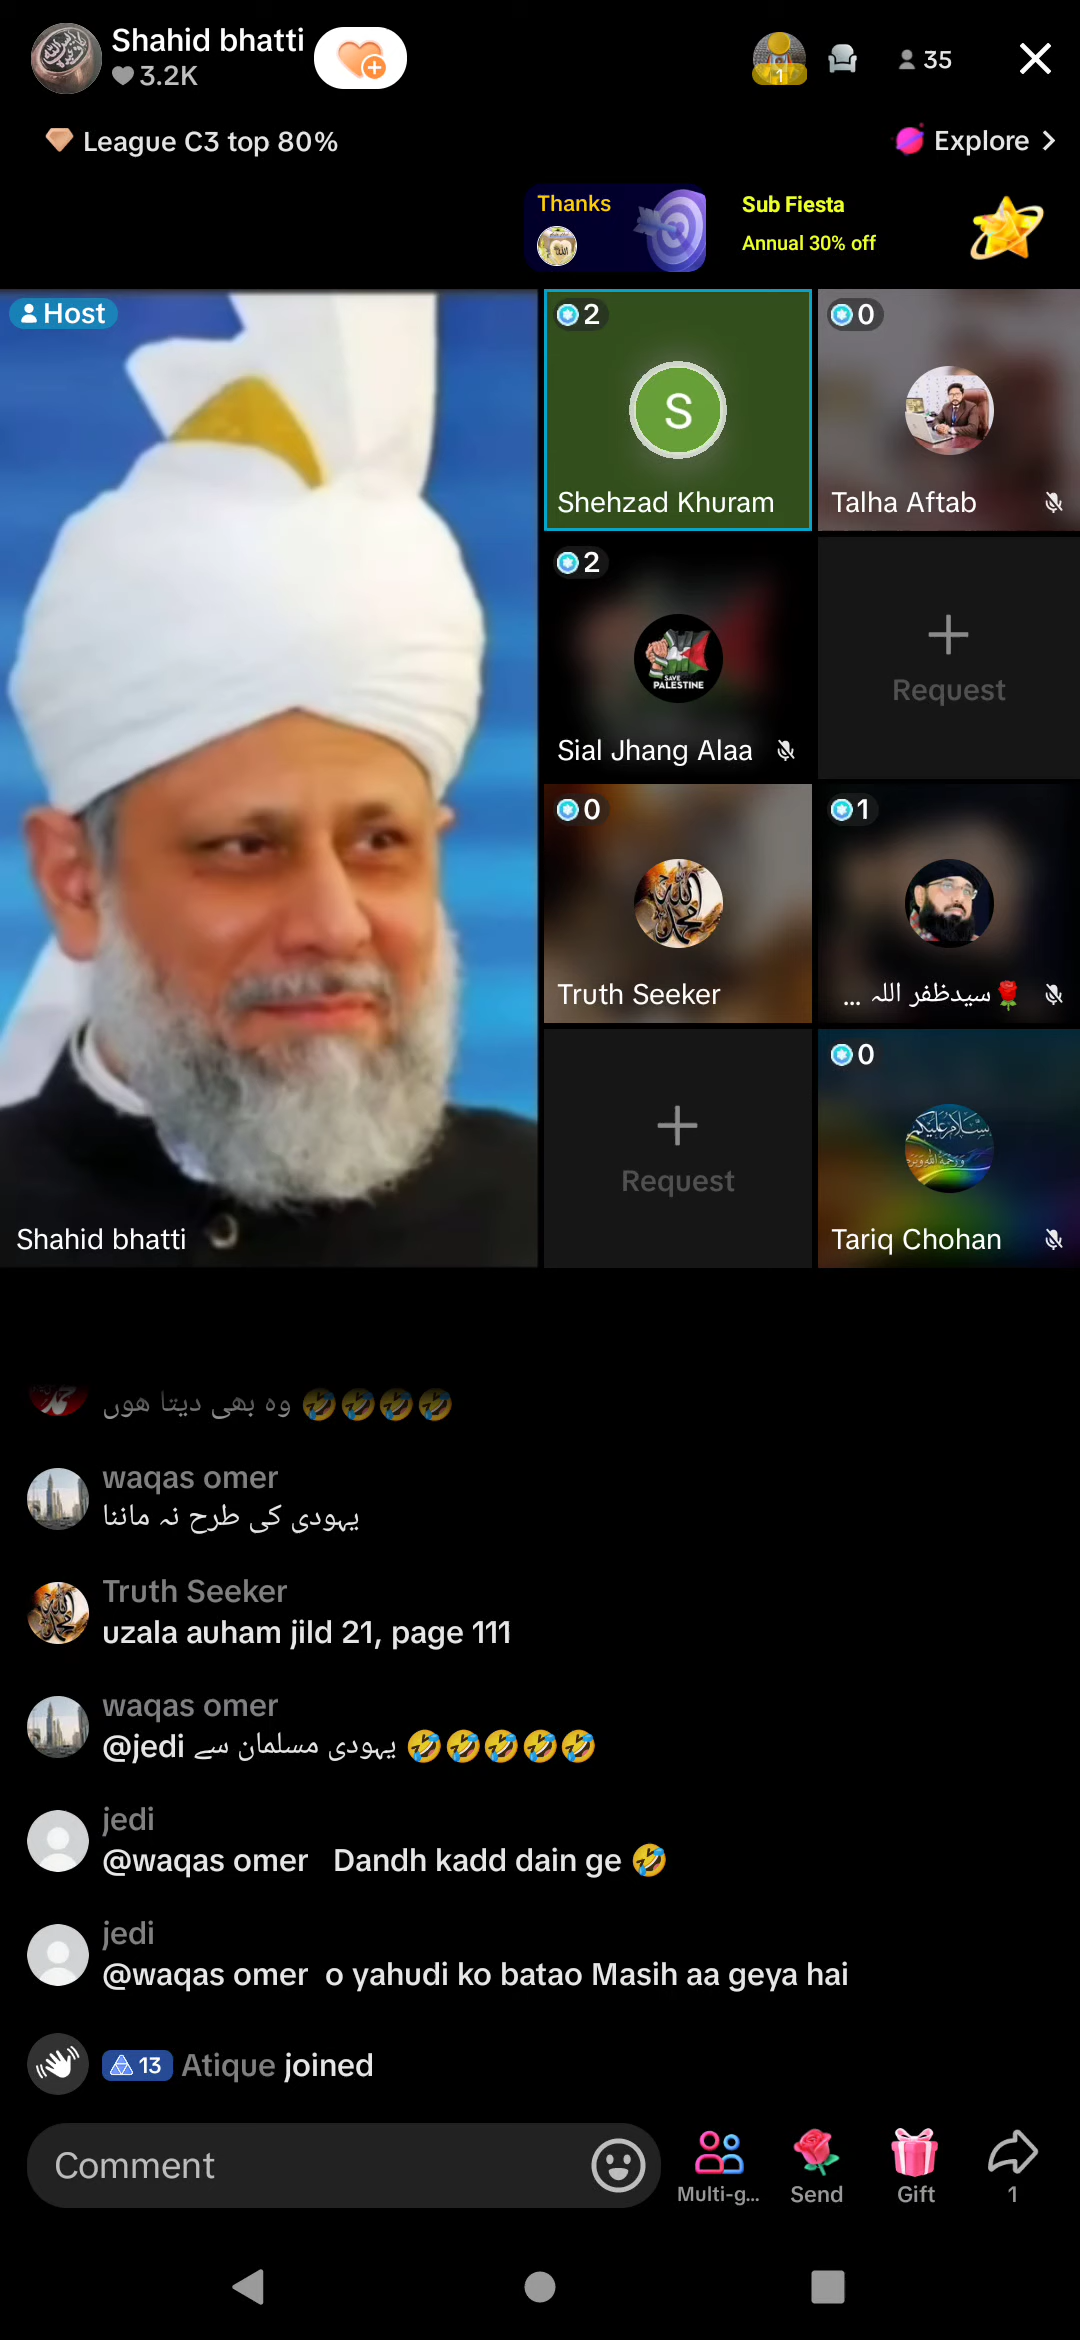 Shahid bhatti
3.2K
1
35
League C3 top 80%
Explore
Thanks
Sub Fiesta
Annual 30% off
Host
Shahid bhatti
2
S
Shehzad Khuram
0
Talha Aftab
2
SAVE
PALESTINE
Sial Jhang Alaa
Request
0
Truth Seeker
1
سیدظفر اللہ ...
Request
0
Tariq Chohan
وہ بھی دیتا ھوں 🤣🤣🤣🤣
waqas omer
یہودی کی طرح نہ ماننا
Truth Seeker
uzala auham jild 21, page 111
waqas omer
@jedi یہودی مسلمان سے 🤣🤣🤣🤣🤣
jedi
@waqas omer Dandh kadd dain ge 🤣
jedi
@waqas omer o yahudi ko batao Masih aa geya hai
13 Atique joined
Comment
Multi-g...
Send
Gift
1